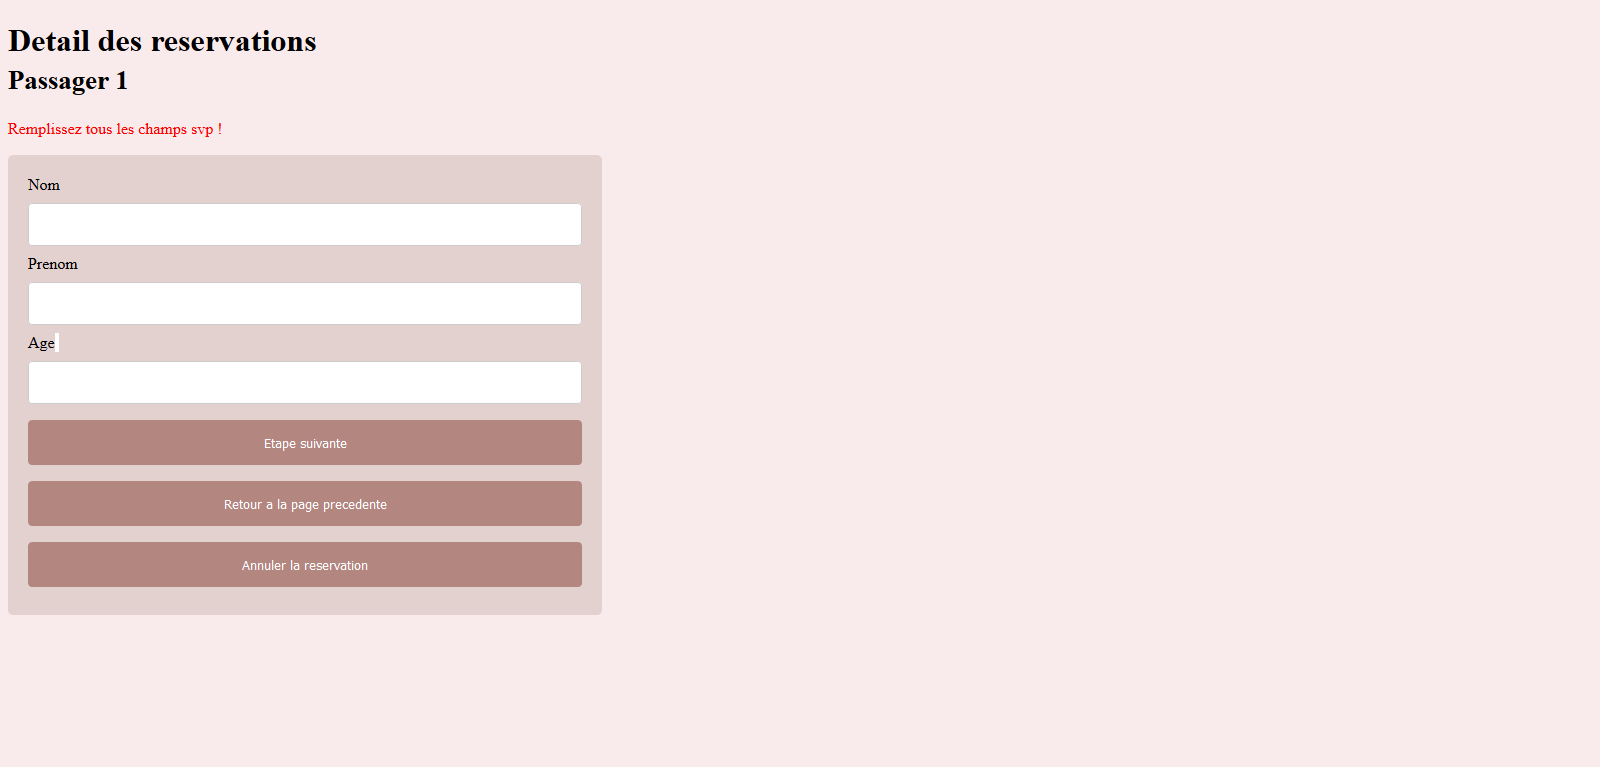 Detail des reservations
Passager 1
Remplissez tous les champs svp !
Nom
Prenom
Age
Etape suivante
Retour a la page precedente
Annuler la reservation